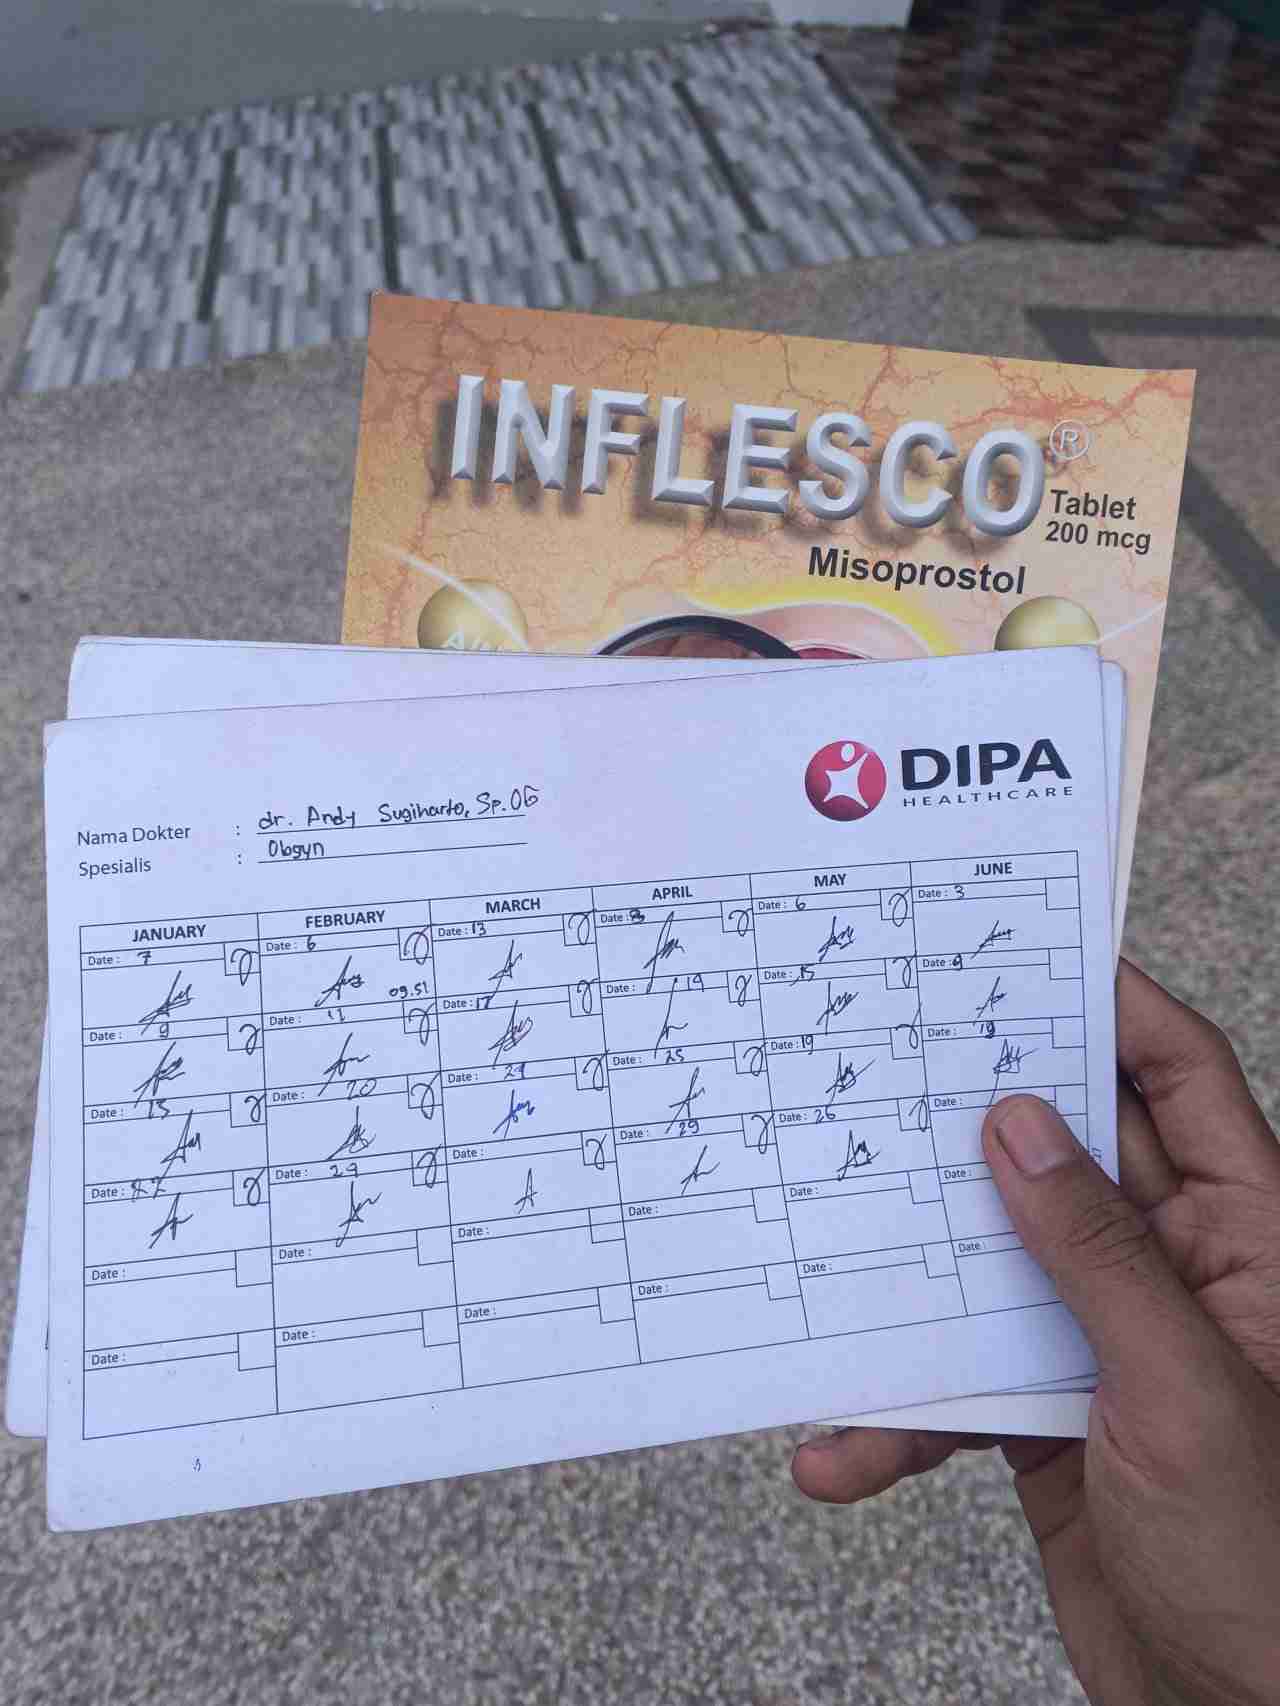 INFLESCO®
Tablet
200 mcg
Misoprostol
DIPA
HEALTHCARE
Nama Dokter : dr. Andy Sugiharto, Sp.OG
Spesialis : Obgyn
JANUARY FEBRUARY MARCH APRIL MAY JUNE
Date : 7 Date : 6 Date : 13 Date : Date : 6 Date : 3
09.51
Date : 9 Date : 11 Date : 17 Date : 19 Date : 15 Date : 9
Date : 15 Date : 20 Date : Date : 25 Date : 19 Date : 19
Date : 22 Date : Date : Date : 29 Date : 26 Date :
Date : Date : Date : Date : Date : Date :
Date : Date : Date : Date : Date : Date :